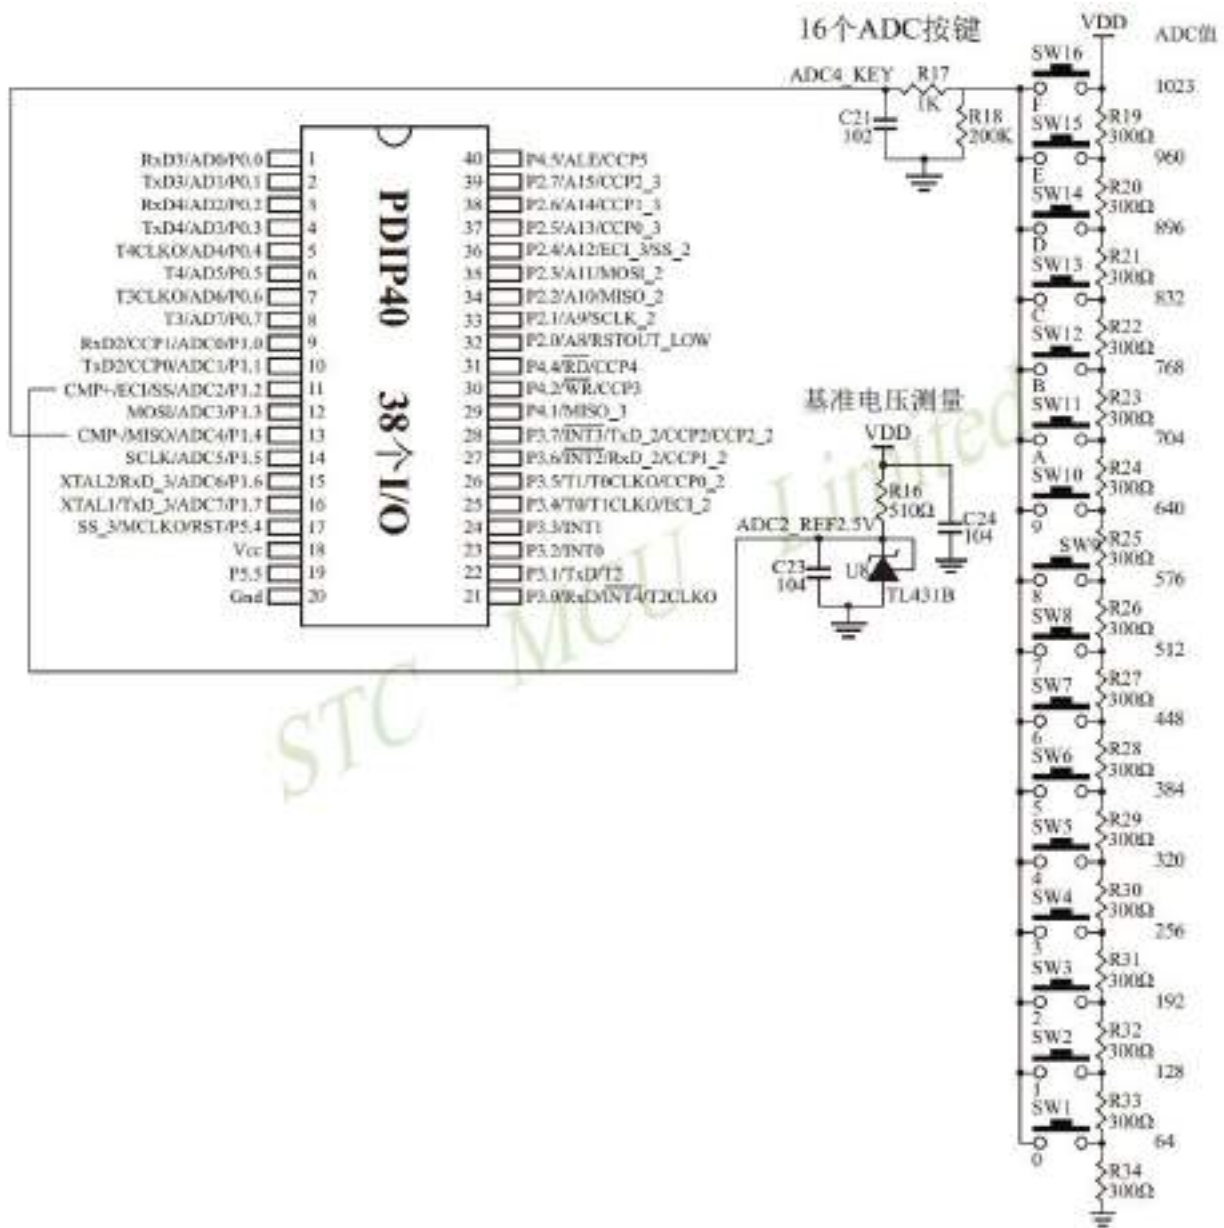 16个ADC按键
VDD
ADC值
SW16
ADC4_KEY
R17
1K
1023
C21
102
R18
200K
F
SW15
R19
300Ω
960
E
SW14
R20
300Ω
896
D
SW13
R21
300Ω
832
C
SW12
R22
300Ω
768
B
SW11
R23
300Ω
704
A
SW10
R24
300Ω
640
9
SW9
R25
300Ω
576
8
SW8
R26
300Ω
512
7
SW7
R27
300Ω
448
6
SW6
R28
300Ω
384
5
SW5
R29
300Ω
320
4
SW4
R30
300Ω
256
3
SW3
R31
300Ω
192
2
SW2
R32
300Ω
128
1
SW1
R33
300Ω
64
0
R34
300Ω
RxD3/AD0/P0.0 1
TxD3/AD1/P0.1 2
RxD4/AD2/P0.2 3
TxD4/AD3/P0.3 4
T4CLKO/AD4/P0.4 5
T4/AD5/P0.5 6
T3CLKO/AD6/P0.6 7
T3/AD7/P0.7 8
RxD2/CCP1/ADC0/P1.0 9
TxD2/CCP0/ADC1/P1.1 10
CMP+/ECI/SS/ADC2/P1.2 11
MOSI/ADC3/P1.3 12
CMP-/MISO/ADC4/P1.4 13
SCLK/ADC5/P1.5 14
XTAL2/RxD_3/ADC6/P1.6 15
XTAL1/TxD_3/ADC7/P1.7 16
SS_3/MCLKO/RST/P5.4 17
Vcc 18
P5.5 19
Gnd 20
PDIP40 38个I/O
40 P4.5/ALE/CCP5
39 P2.7/A15/CCP2_3
38 P2.6/A14/CCP1_3
37 P2.5/A13/CCP0_3
36 P2.4/A12/ECI_3/SS_2
35 P2.3/A11/MOSI_2
34 P2.2/A10/MISO_2
33 P2.1/A9/SCLK_2
32 P2.0/A8/RSTOUT_LOW
31 P4.4/RD/CCP4
30 P4.2/WR/CCP3
29 P4.1/MISO_3
28 P3.7/INT3/TxD_2/CCP2/CCP2_2
27 P3.6/INT2/RxD_2/CCP1_2
26 P3.5/T1/T0CLKO/CCP0_2
25 P3.4/T0/T1CLKO/ECI_2
24 P3.3/INT1
23 P3.2/INT0
22 P3.1/TxD/T2
21 P3.0/RxD/INT4/T2CLKO
基准电压测量
VDD
R16
510Ω
ADC2_REF2.5V
C24
104
C23
104
U8
TL431B
STC MCU Limited